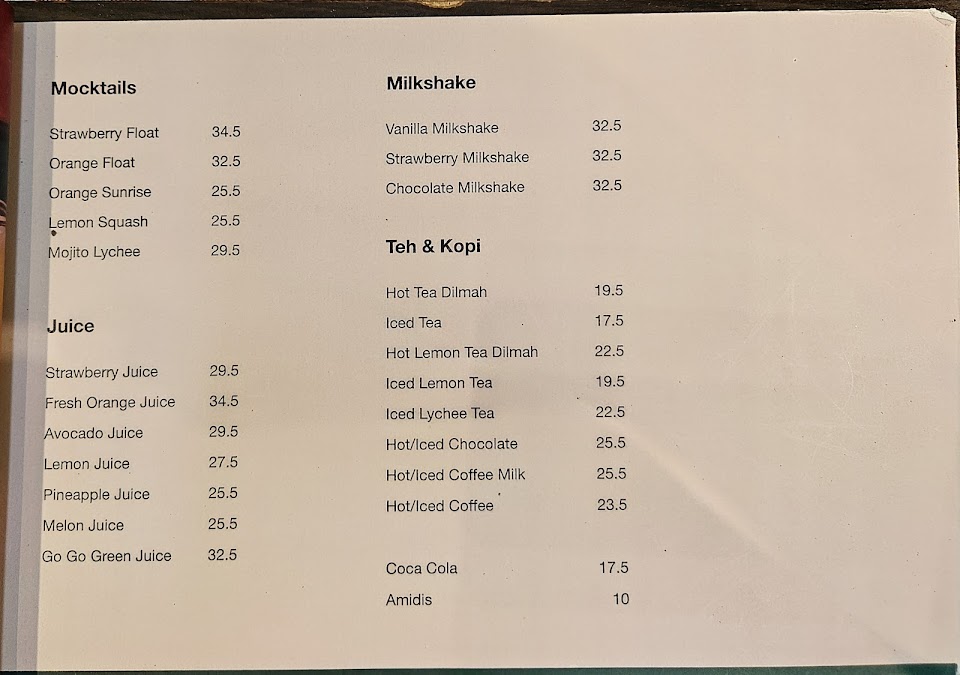 Mocktails
Strawberry Float 34.5
Orange Float 32.5
Orange Sunrise 25.5
Lemon Squash 25.5
Mojito Lychee 29.5
Juice
Strawberry Juice 29.5
Fresh Orange Juice 34.5
Avocado Juice 29.5
Lemon Juice 27.5
Pineapple Juice 25.5
Melon Juice 25.5
Go Go Green Juice 32.5
Milkshake
Vanilla Milkshake 32.5
Strawberry Milkshake 32.5
Chocolate Milkshake 32.5
Teh & Kopi
Hot Tea Dilmah 19.5
Iced Tea 17.5
Hot Lemon Tea Dilmah 22.5
Iced Lemon Tea 19.5
Iced Lychee Tea 22.5
Hot/Iced Chocolate 25.5
Hot/Iced Coffee Milk 25.5
Hot/Iced Coffee 23.5
Coca Cola 17.5
Amidis 10